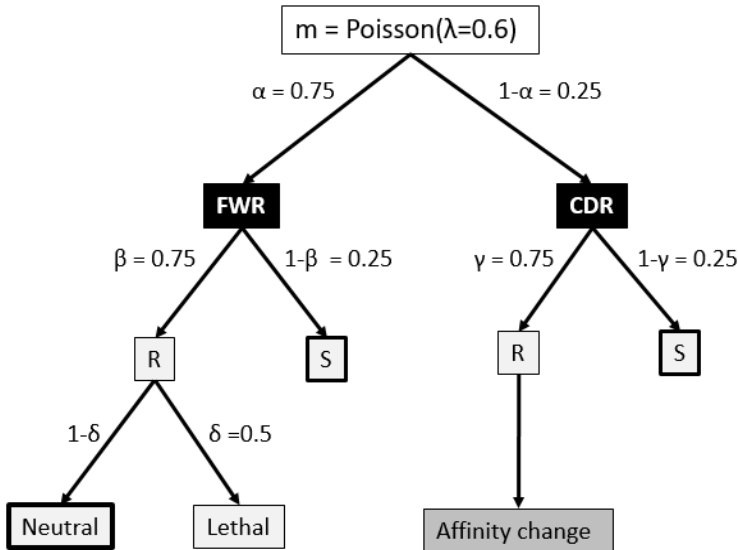 m = Poisson(λ=0.6)
α = 0.75
1-α = 0.25
FWR
CDR
β = 0.75
1-β = 0.25
γ = 0.75
1-γ = 0.25
R
S
R
S
1-δ
δ =0.5
Neutral
Lethal
Affinity change